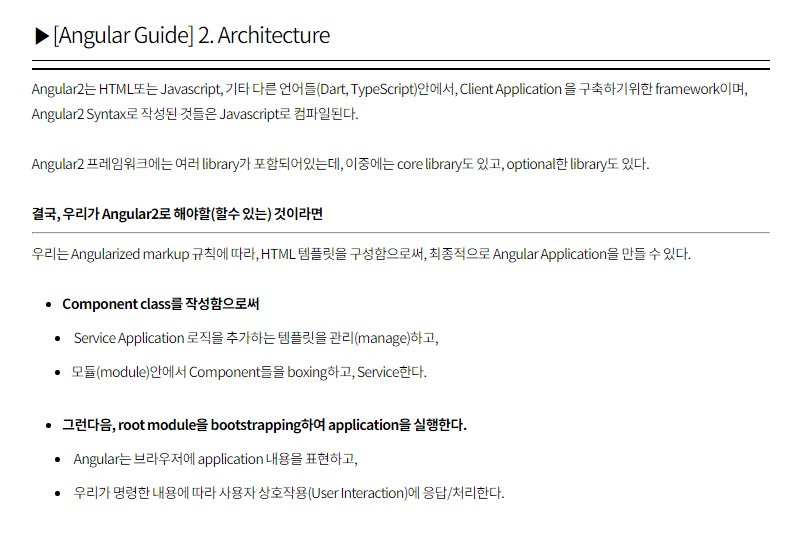 ▶[Angular Guide] 2. Architecture
Angular2는 HTML또는 Javascript, 기타 다른 언어들(Dart, TypeScript)안에서, Client Application 을 구축하기위한 framework이며,
Angular2 Syntax로 작성된 것들은 Javascript로 컴파일된다.
Angular2 프레임워크에는 여러 library가 포함되어있는데, 이중에는 core library도 있고, optional한 library도 있다.
결국, 우리가 Angular2로 해야할(할수 있는) 것이라면
우리는 Angularized markup 규칙에 따라, HTML 템플릿을 구성함으로써, 최종적으로 Angular Application을 만들 수 있다.
• Component class를 작성함으로써
• Service Application 로직을 추가하는 템플릿을 관리(manage)하고,
• 모듈(module)안에서 Component들을 boxing하고, Service한다.
• 그런다음, root module을 bootstrapping하여 application을 실행한다.
• Angular는 브라우저에 application 내용을 표현하고,
• 우리가 명령한 내용에 따라 사용자 상호작용(User Interaction)에 응답/처리한다.